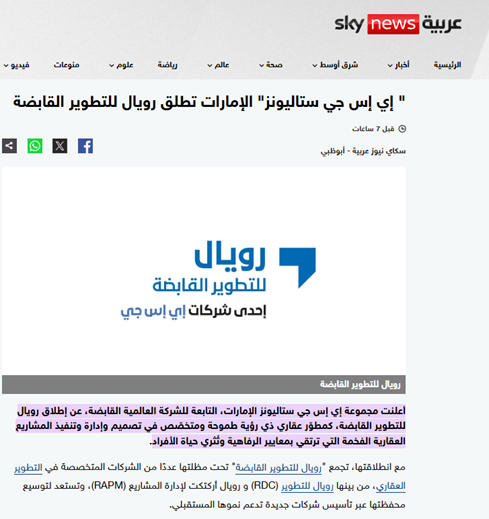 sky news عربية
الرئيسية أخبار شرق أوسط صحة عالم علوم رياضة منوعات فيديو
" إي إس جي ستاليونز" الإمارات تطلق رويال للتطوير القابضة
قبل 7 ساعات
سكاي نيوز عربية - أبوظبي
رويال
للتطوير القابضة
إحدى شركات إي إس جي
رويال للتطوير القابضة
أعلنت مجموعة إي إس جي ستاليونز الإمارات، التابعة للشركة العالمية القابضة، عن إطلاق رويال
للتطوير القابضة، كمطوّر عقاري ذي رؤية طموحة ومتخصّص في تصميم وإدارة وتنفيذ المشاريع
العقارية الفخمة التي ترتقي بمعايير الرفاهية وتُثري حياة الأفراد.
مع انطلاقتها، تجمع "رويال للتطوير القابضة" تحت مظلتها عددًا من الشركات المتخصصة في التطوير
العقاري، من بينها رويال للتطوير (RDC) و رويال أركتكت لإدارة المشاريع (RAPM)، وتستعد لتوسيع
محفظتها عبر تأسيس شركات جديدة تدعم نموها المستقبلي.